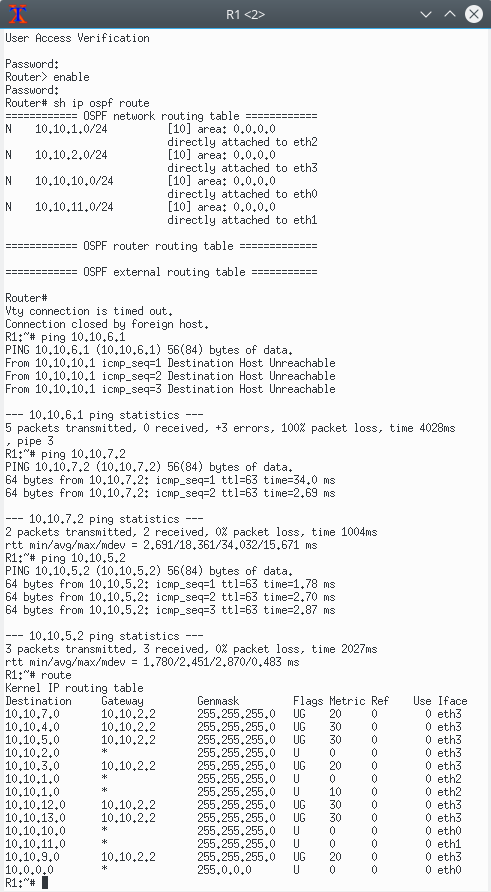 R1 <2>
User Access Verification
Password:
Router> enable
Password:
Router# sh ip ospf route
============ OSPF network routing table ============
N    10.10.1.0/24          [10] area: 0.0.0.0
                           directly attached to eth2
N    10.10.2.0/24          [10] area: 0.0.0.0
                           directly attached to eth3
N    10.10.10.0/24         [10] area: 0.0.0.0
                           directly attached to eth0
N    10.10.11.0/24         [10] area: 0.0.0.0
                           directly attached to eth1
============ OSPF router routing table =============
============ OSPF external routing table ===========
Router#
Vty connection is timed out.
Connection closed by foreign host.
R1:~# ping 10.10.6.1
PING 10.10.6.1 (10.10.6.1) 56(84) bytes of data.
From 10.10.10.1 icmp_seq=1 Destination Host Unreachable
From 10.10.10.1 icmp_seq=2 Destination Host Unreachable
From 10.10.10.1 icmp_seq=3 Destination Host Unreachable
--- 10.10.6.1 ping statistics ---
5 packets transmitted, 0 received, +3 errors, 100% packet loss, time 4028ms
, pipe 3
R1:~# ping 10.10.7.2
PING 10.10.7.2 (10.10.7.2) 56(84) bytes of data.
64 bytes from 10.10.7.2: icmp_seq=1 ttl=63 time=34.0 ms
64 bytes from 10.10.7.2: icmp_seq=2 ttl=63 time=2.69 ms
--- 10.10.7.2 ping statistics ---
2 packets transmitted, 2 received, 0% packet loss, time 1004ms
rtt min/avg/max/mdev = 2.691/18.361/34.032/15.671 ms
R1:~# ping 10.10.5.2
PING 10.10.5.2 (10.10.5.2) 56(84) bytes of data.
64 bytes from 10.10.5.2: icmp_seq=1 ttl=63 time=1.78 ms
64 bytes from 10.10.5.2: icmp_seq=2 ttl=63 time=2.70 ms
64 bytes from 10.10.5.2: icmp_seq=3 ttl=63 time=2.87 ms
--- 10.10.5.2 ping statistics ---
3 packets transmitted, 3 received, 0% packet loss, time 2027ms
rtt min/avg/max/mdev = 1.780/2.451/2.870/0.483 ms
R1:~# route
Kernel IP routing table
Destination     Gateway         Genmask         Flags Metric Ref    Use Iface
10.10.7.0       10.10.2.2       255.255.255.0   UG    20     0        0 eth3
10.10.4.0       10.10.2.2       255.255.255.0   UG    30     0        0 eth3
10.10.5.0       10.10.2.2       255.255.255.0   UG    30     0        0 eth3
10.10.2.0       *               255.255.255.0   U     0      0        0 eth3
10.10.3.0       10.10.2.2       255.255.255.0   UG    20     0        0 eth3
10.10.1.0       *               255.255.255.0   U     0      0        0 eth2
10.10.1.0       *               255.255.255.0   U     10     0        0 eth2
10.10.12.0      10.10.2.2       255.255.255.0   UG    30     0        0 eth3
10.10.13.0      10.10.2.2       255.255.255.0   UG    30     0        0 eth3
10.10.10.0      *               255.255.255.0   U     0      0        0 eth0
10.10.11.0      *               255.255.255.0   U     0      0        0 eth1
10.10.9.0       10.10.2.2       255.255.255.0   UG    20     0        0 eth3
10.0.0.0        *               255.0.0.0       U     0      0        0 eth4
R1:~#